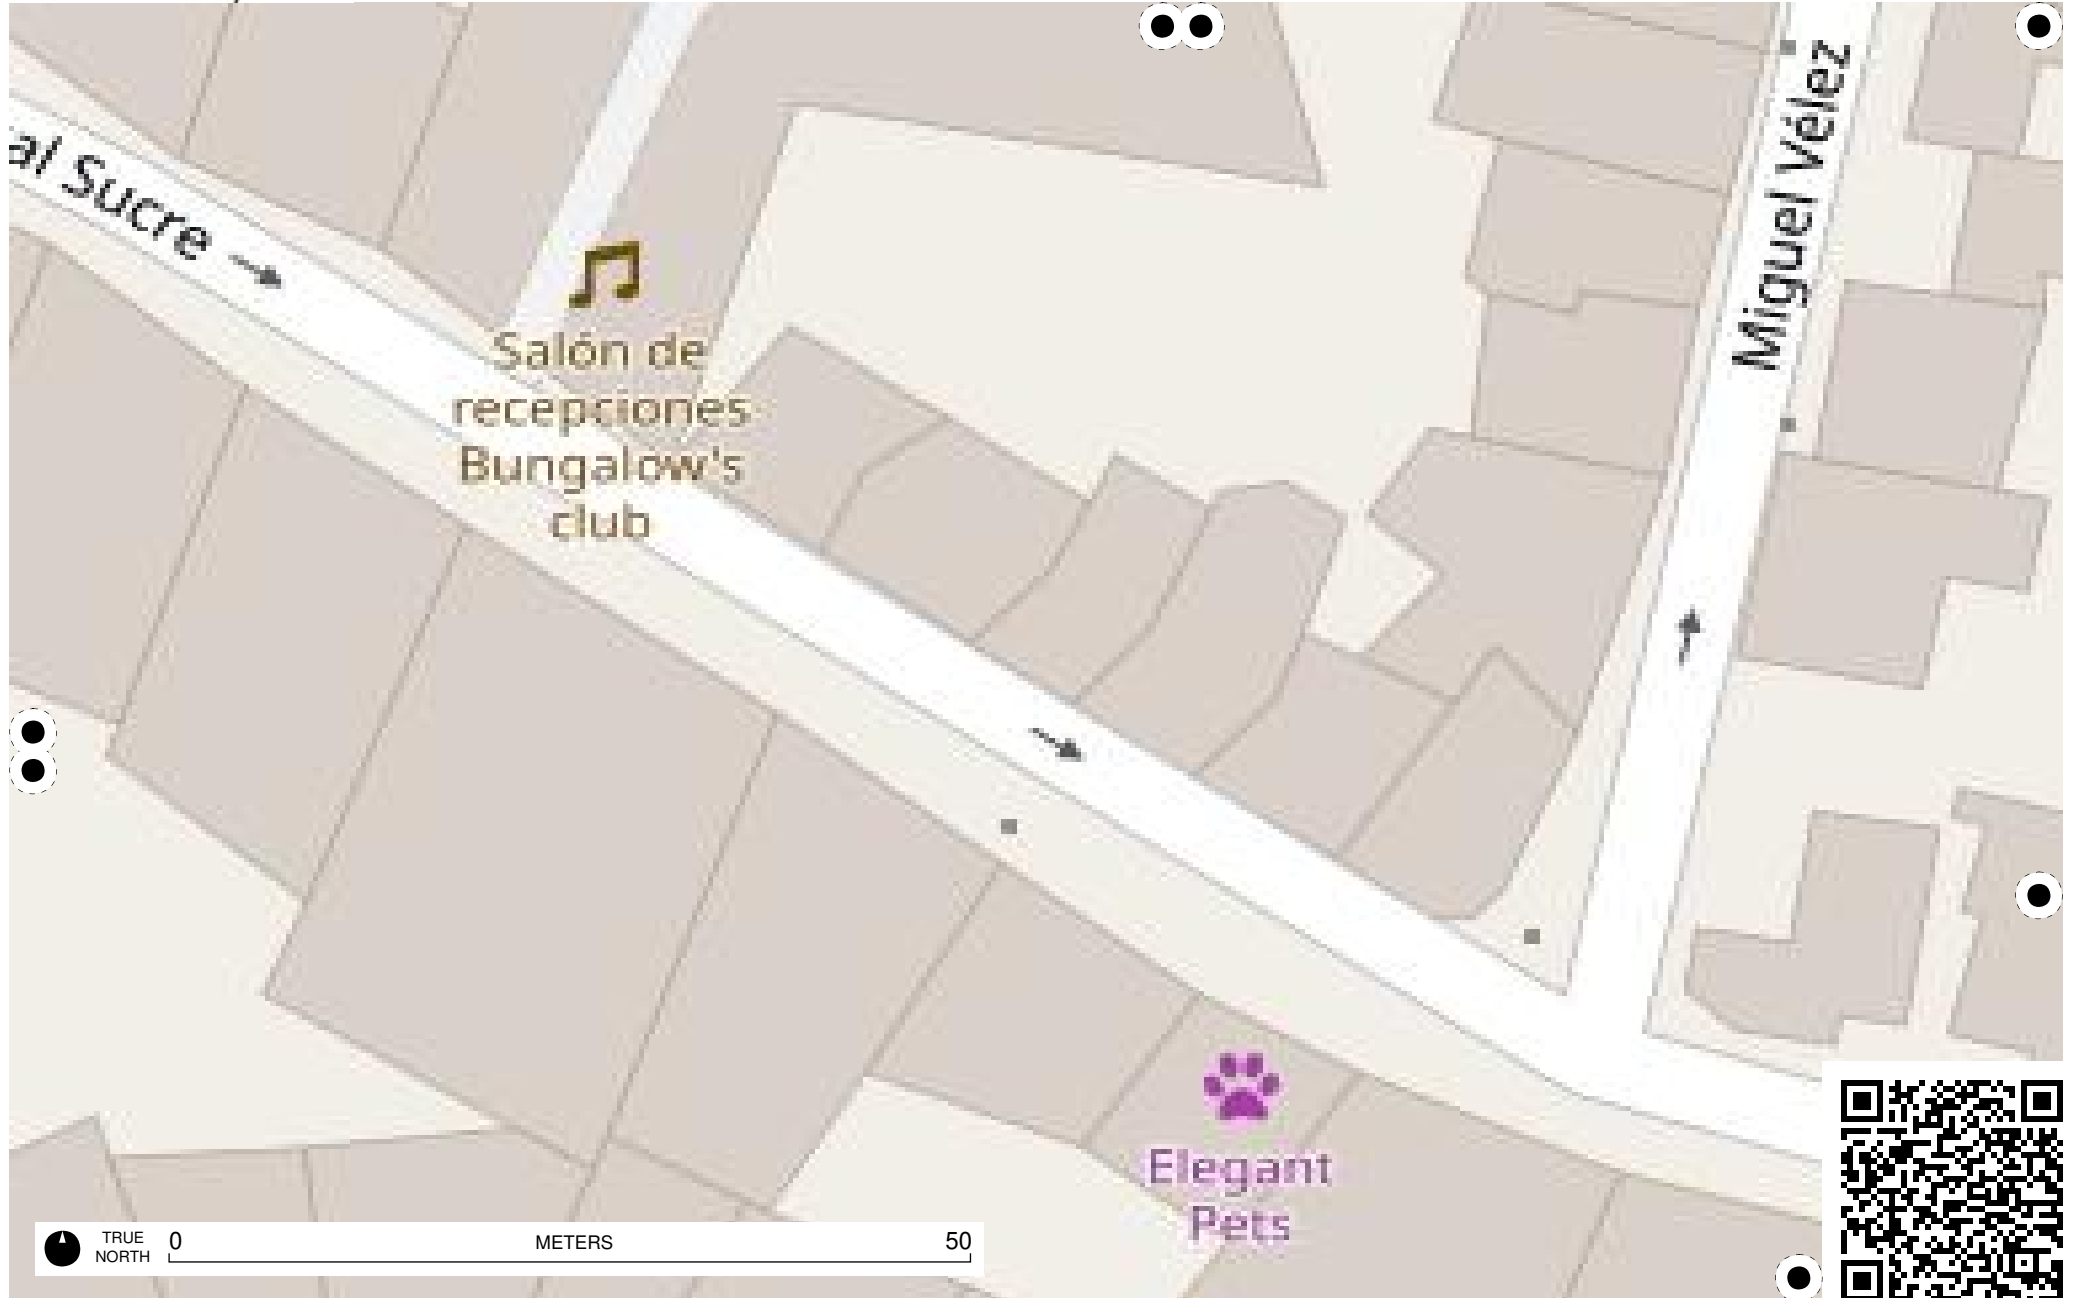 al Sucre
Miguel Vélez
Salón de
recepciones
Bungalow's
club
Elegant
Pets
TRUE
NORTH
0
METERS
50